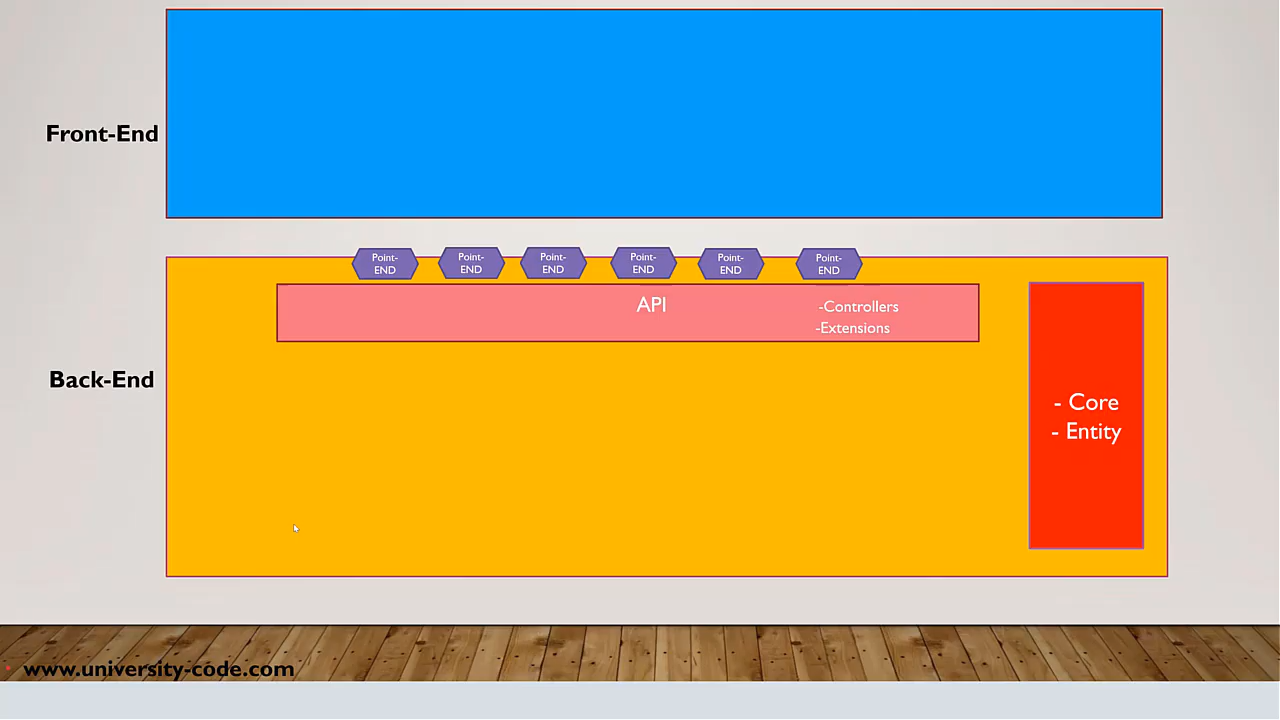 Front-End
Point-
END
Point-
END
Point-
END
Point-
END
Point-
END
Point-
END
API
-Controllers
-Extensions
Back-End
- Core
- Entity
www.university-code.com